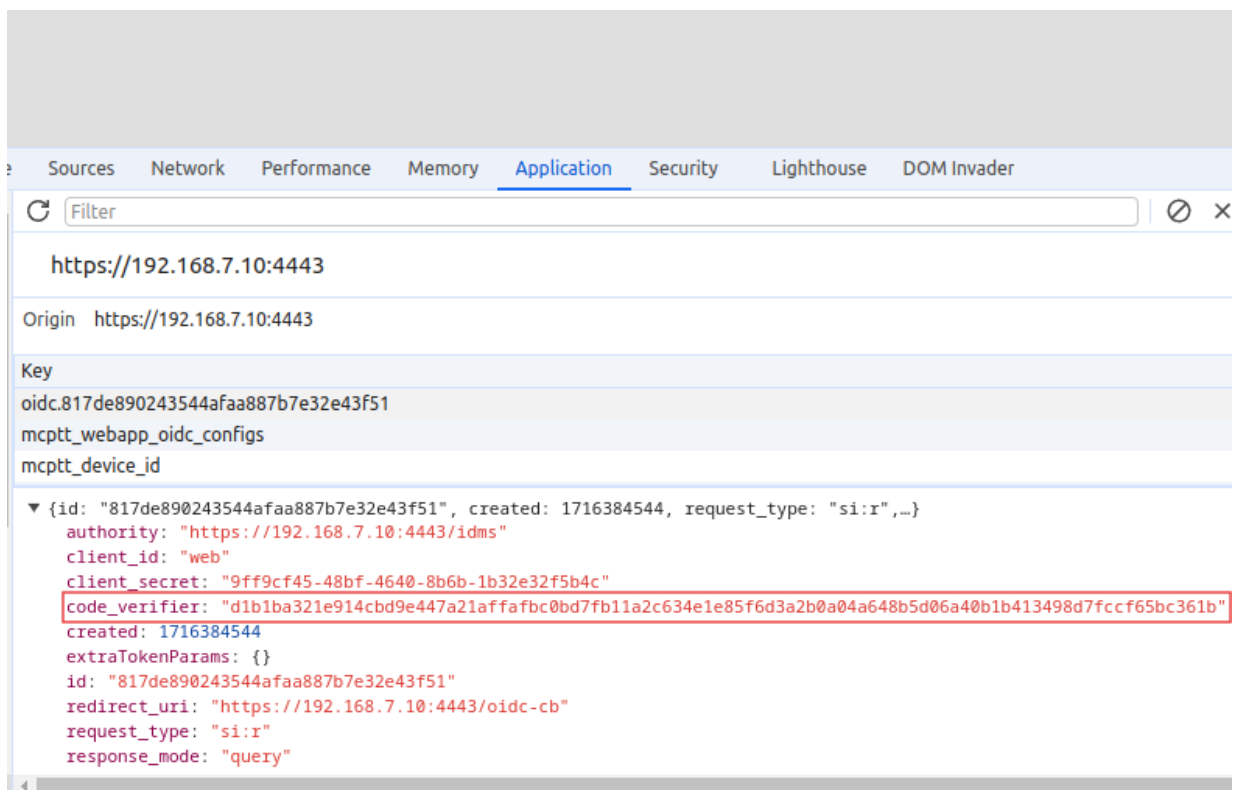 Sources Network Performance Memory Application Security Lighthouse DOM Invader
Filter
https://192.168.7.10:4443
Origin https://192.168.7.10:4443
Key
oidc.817de890243544afaa887b7e32e43f51
mcptt_webapp_oidc_configs
mcptt_device_id
▼ {id: "817de890243544afaa887b7e32e43f51", created: 1716384544, request_type: "si:r",…}
authority: "https://192.168.7.10:4443/idms"
client_id: "web"
client_secret: "9ff9cf45-48bf-4640-8b6b-1b32e32f5b4c"
code_verifier: "d1b1ba321e914cbd9e447a21affafbc0bd7fb11a2c634e1e85f6d3a2b0a04a648b5d06a40b1b413498d7fccf65bc361b"
created: 1716384544
extraTokenParams: {}
id: "817de890243544afaa887b7e32e43f51"
redirect_uri: "https://192.168.7.10:4443/oidc-cb"
request_type: "si:r"
response_mode: "query"